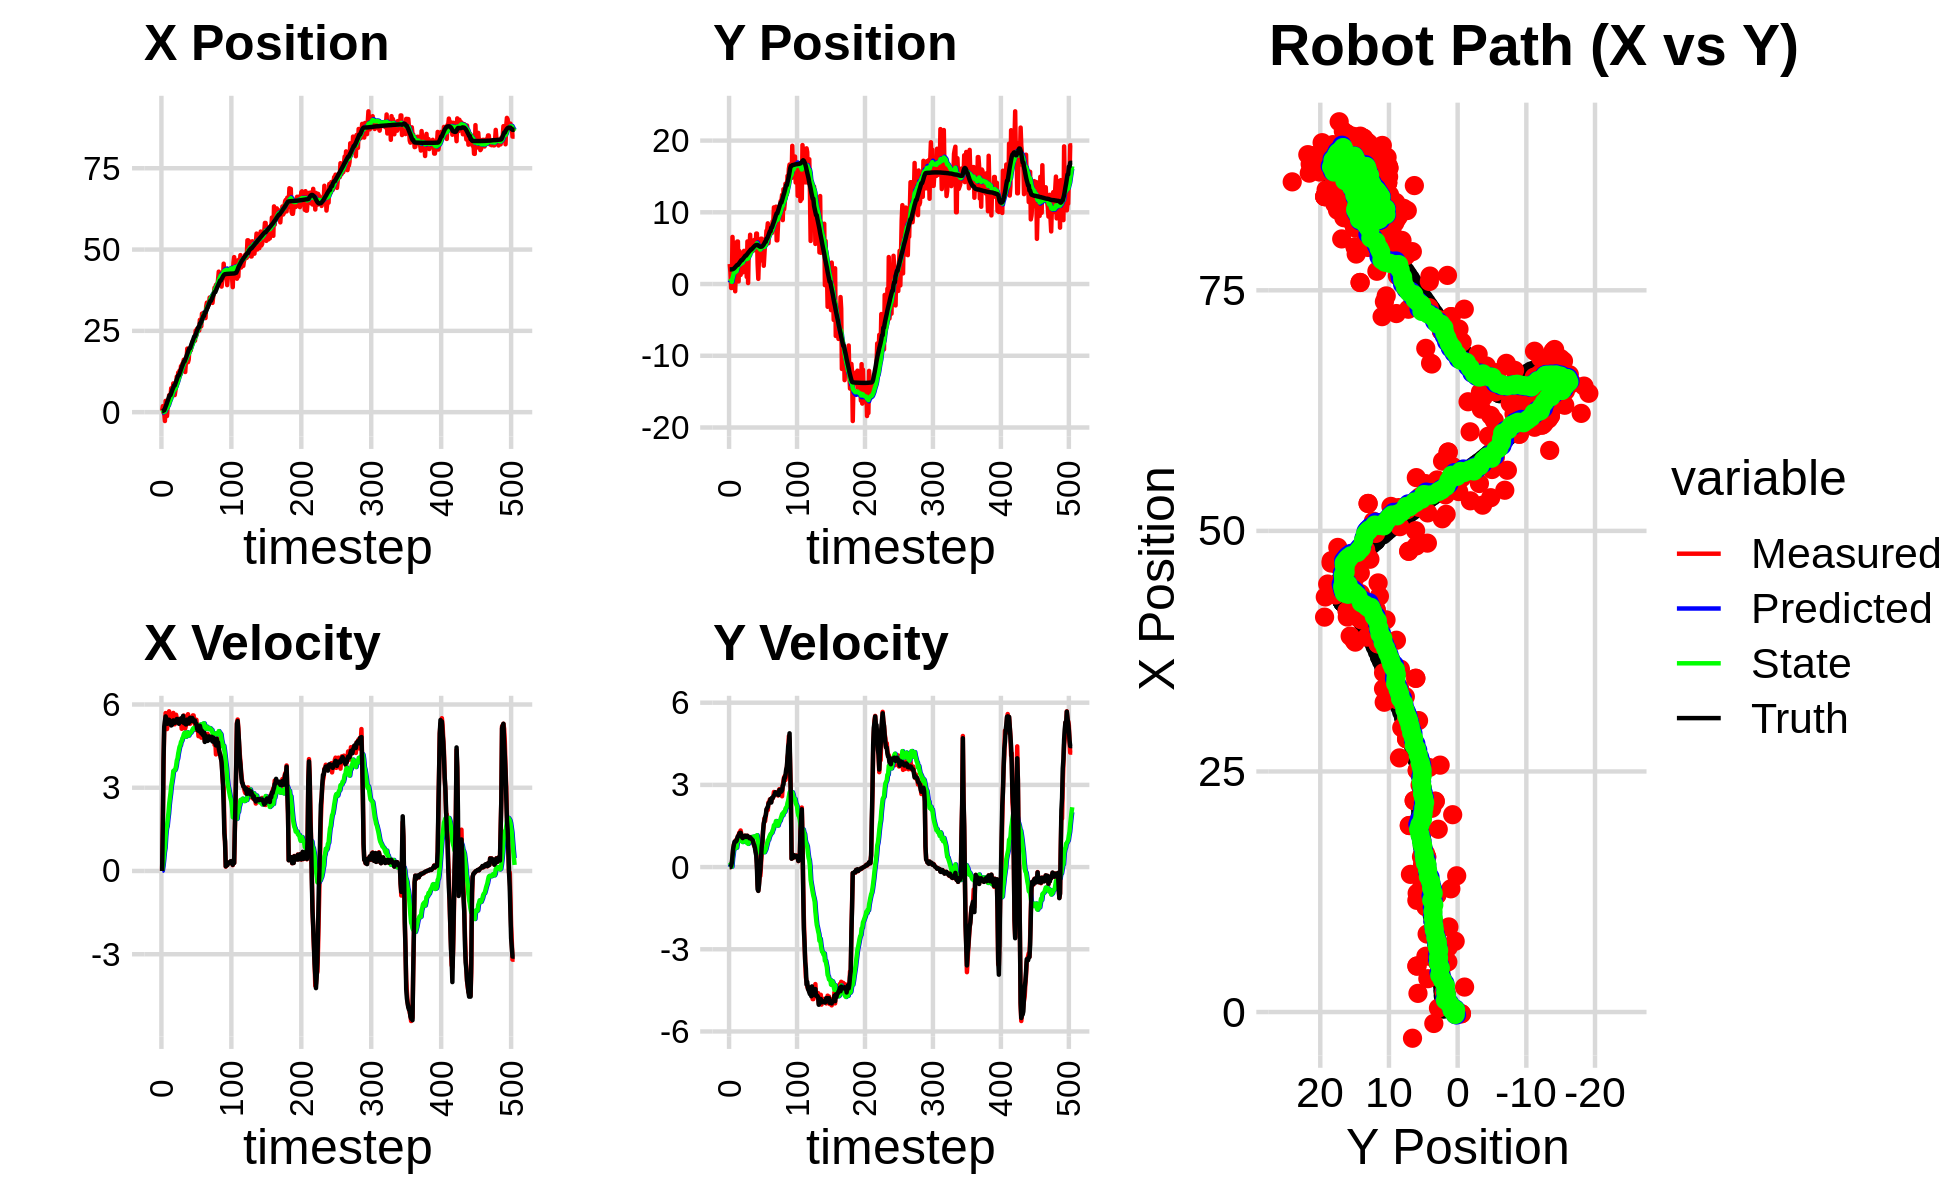 X Position
75
50
25
0
0
100
200
300
400
500
timestep
Y Position
20
10
0
-10
-20
0
100
200
300
400
500
timestep
X Velocity
6
3
0
-3
0
100
200
300
400
500
timestep
Y Velocity
6
3
0
-3
-6
0
100
200
300
400
500
timestep
Robot Path (X vs Y)
X Position
75
50
25
0
20 10 0 -10 -20
Y Position
variable
Measured
Predicted
State
Truth